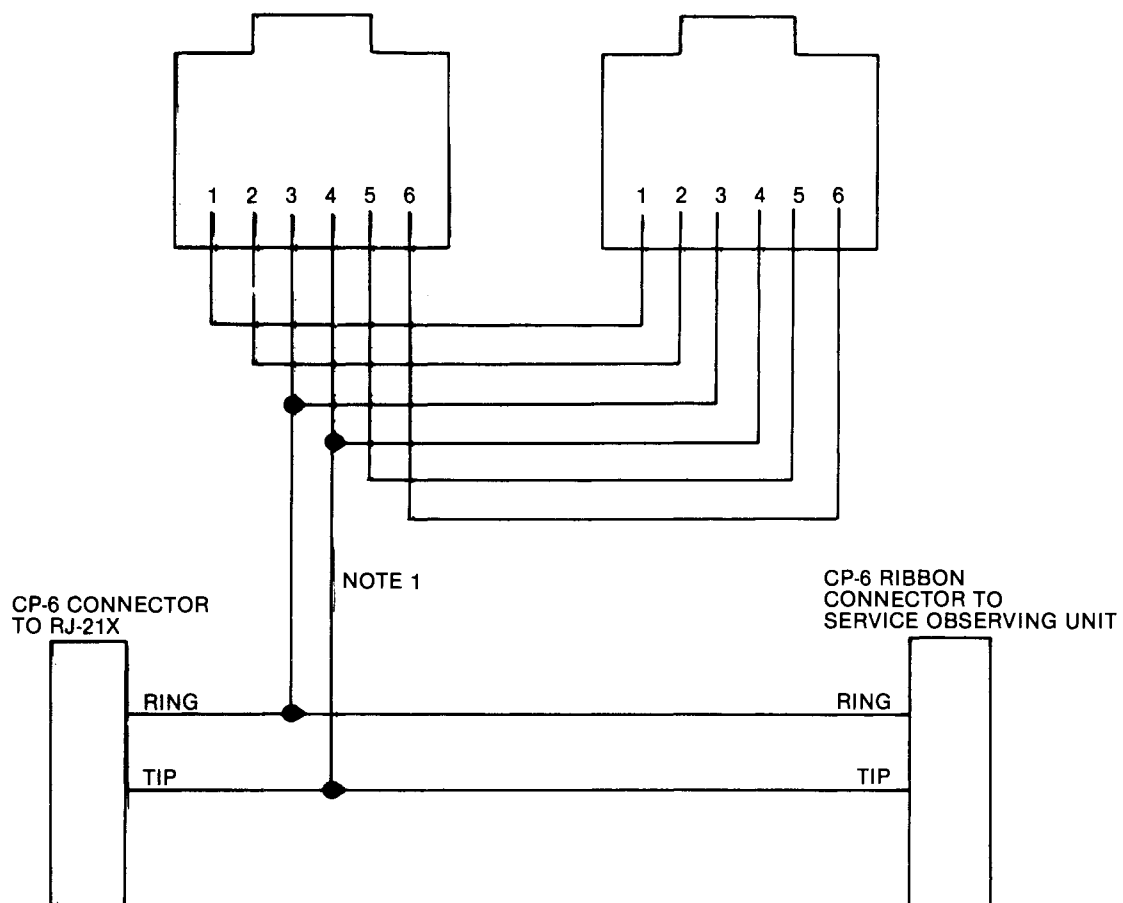 1 2 3 4 5 6
1 2 3 4 5 6
NOTE 1
CP-6 CONNECTOR
TO RJ-21X
CP-6 RIBBON
CONNECTOR TO
SERVICE OBSERVING UNIT
RING
RING
TIP
TIP